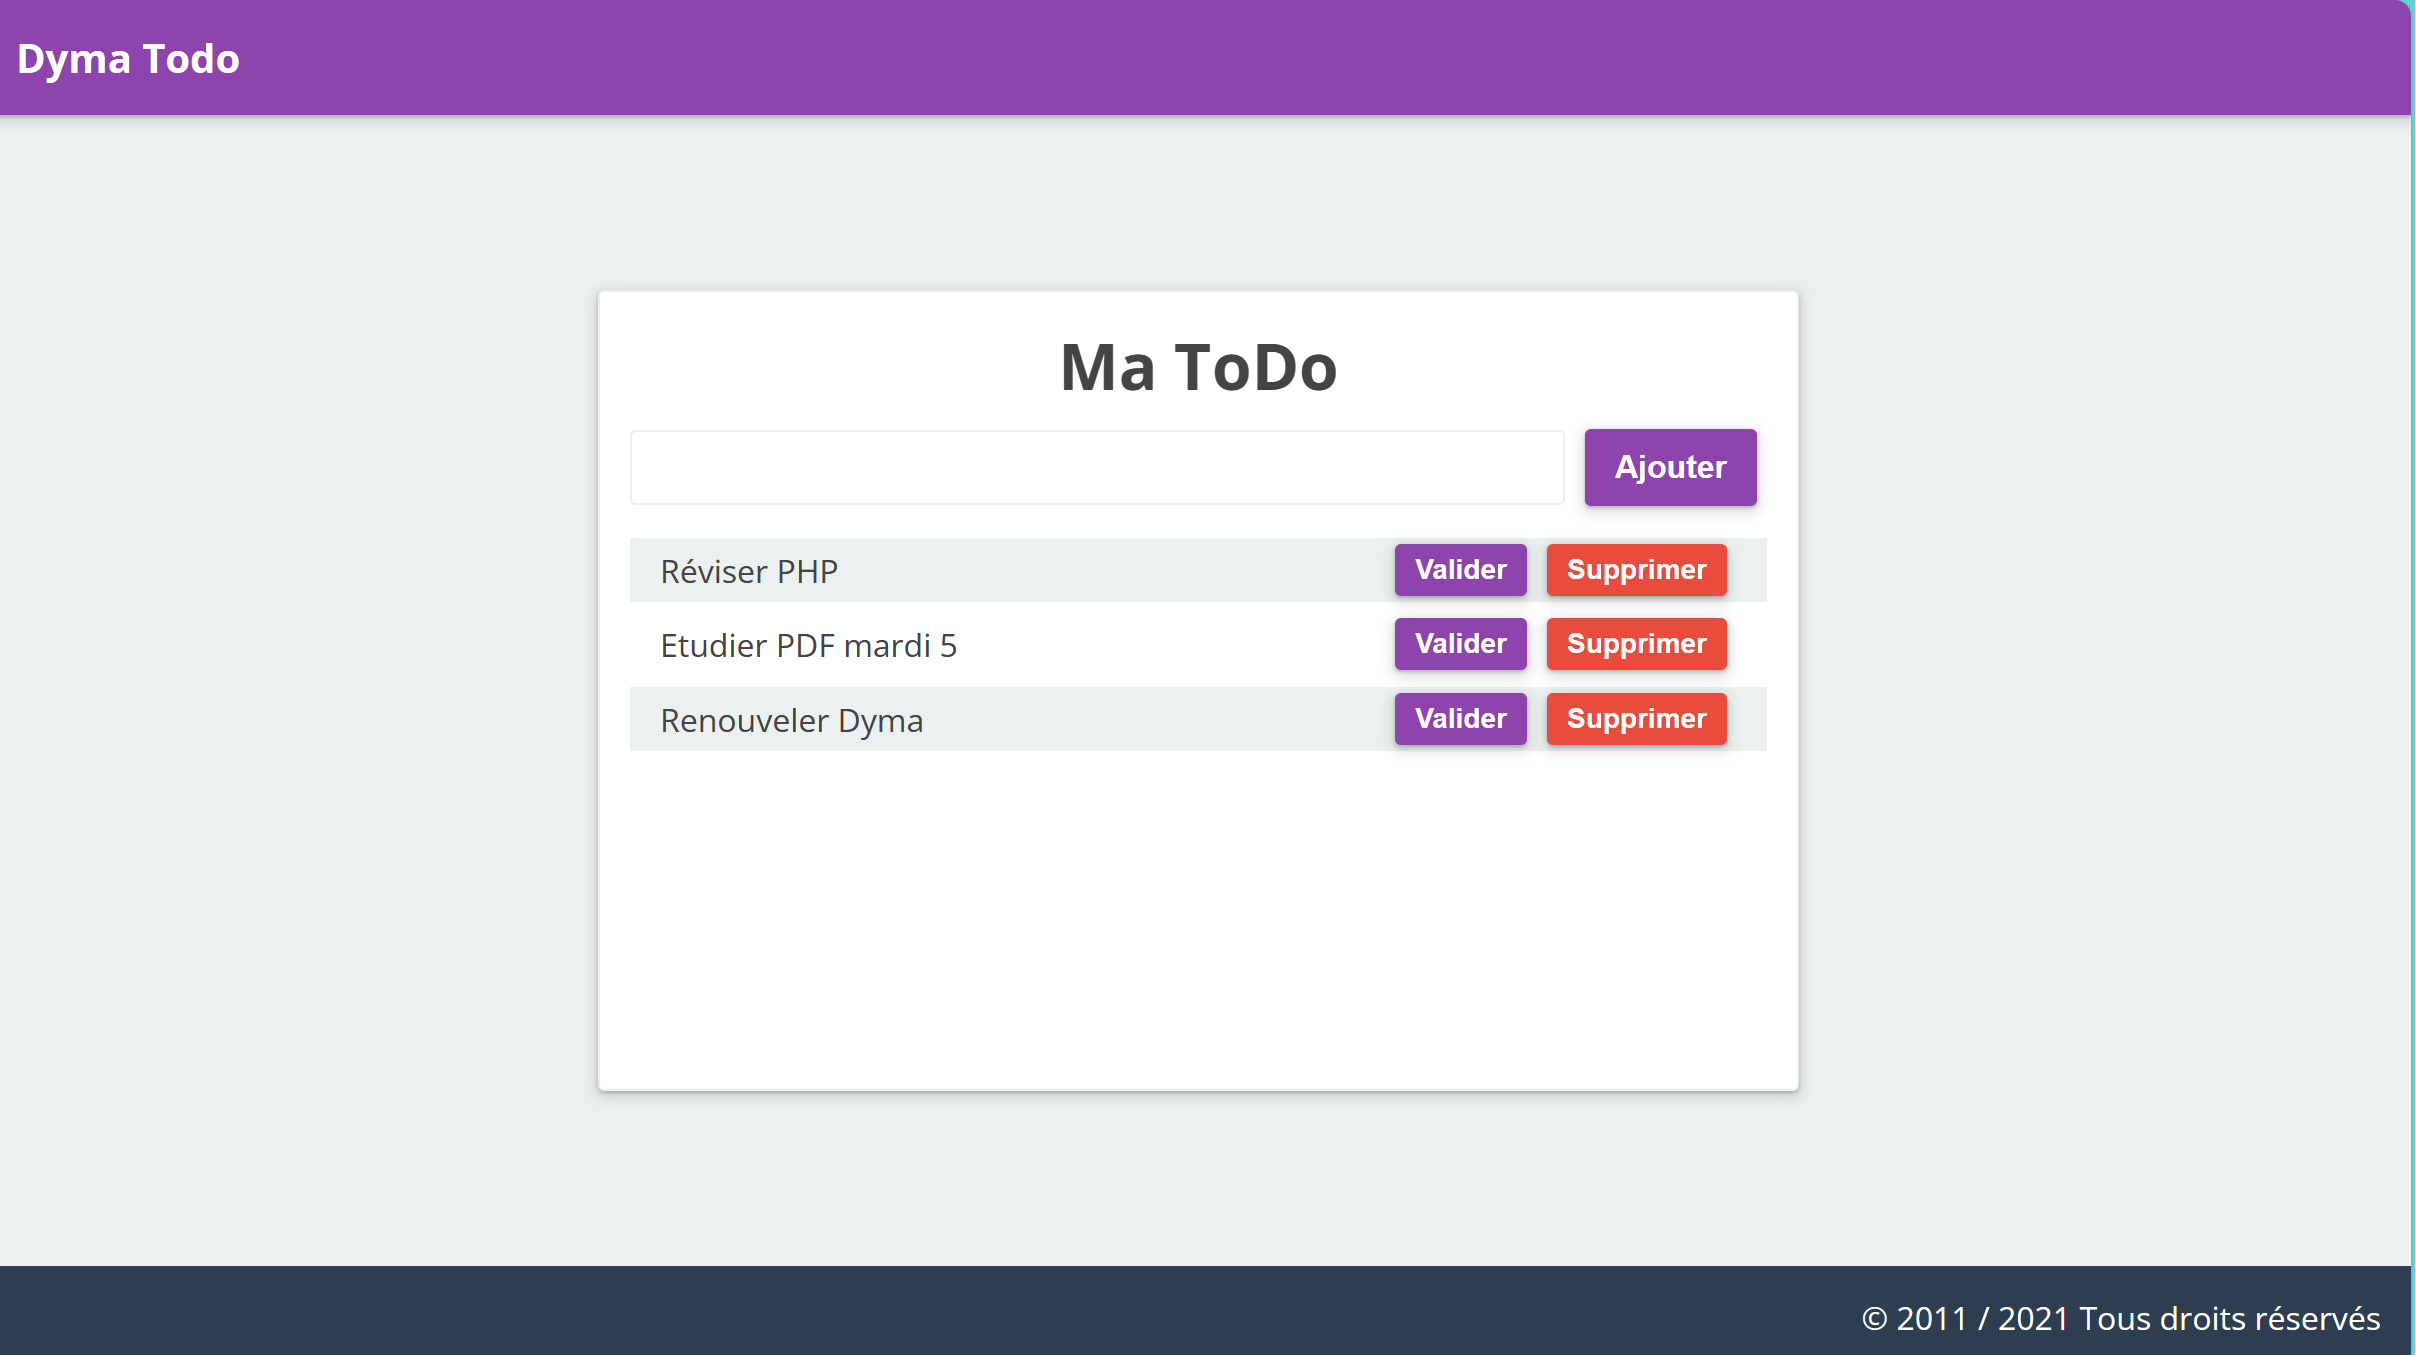 Dyma Todo
Ma ToDo
Ajouter
Réviser PHP Valider Supprimer
Etudier PDF mardi 5 Valider Supprimer
Renouveler Dyma Valider Supprimer
© 2011 / 2021 Tous droits réservés